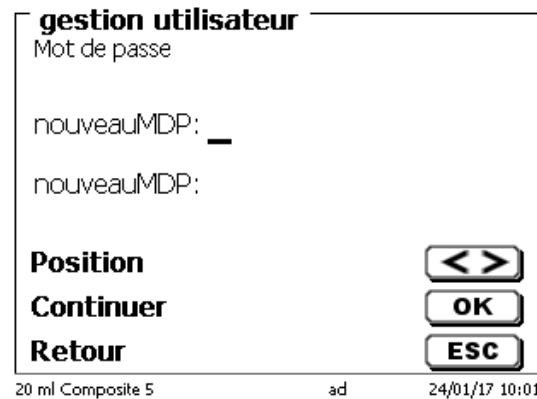 gestion utilisateur
Mot de passe
nouveauMDP: _
nouveauMDP:
Position < >
Continuer OK
Retour ESC
20 ml Composite 5 ad 24/01/17 10:01